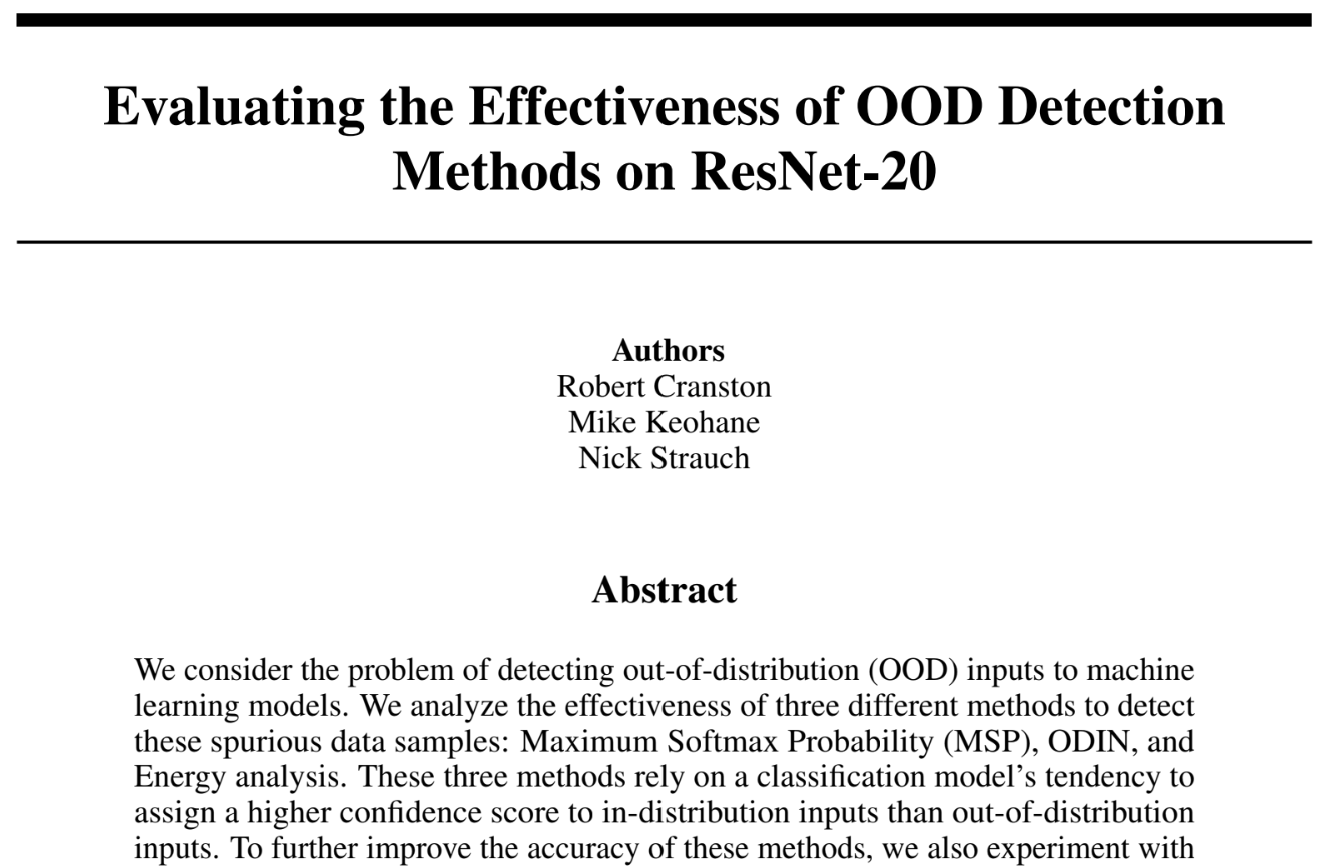 Evaluating the Effectiveness of OOD Detection
Methods on ResNet-20
Authors
Robert Cranston
Mike Keohane
Nick Strauch
Abstract
We consider the problem of detecting out-of-distribution (OOD) inputs to machine
learning models. We analyze the effectiveness of three different methods to detect
these spurious data samples: Maximum Softmax Probability (MSP), ODIN, and
Energy analysis. These three methods rely on a classification model's tendency to
assign a higher confidence score to in-distribution inputs than out-of-distribution
inputs. To further improve the accuracy of these methods, we also experiment with